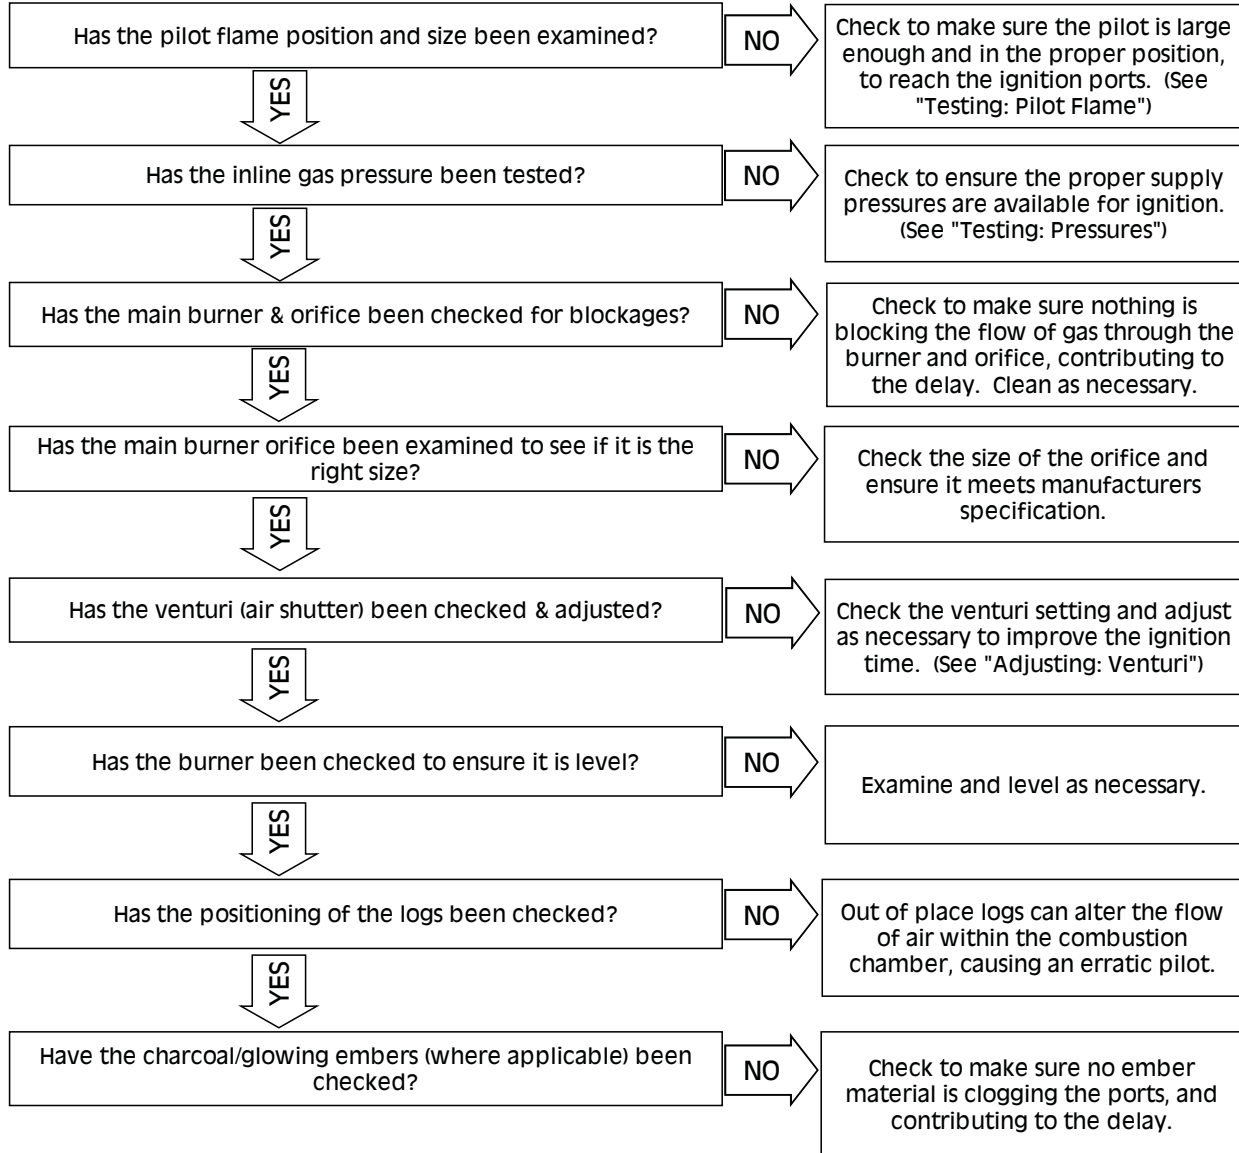 Has the pilot flame position and size been examined?
NO
Check to make sure the pilot is large
enough and in the proper position,
to reach the ignition ports.  (See
"Testing: Pilot Flame")
YES
Has the inline gas pressure been tested?
NO
Check to ensure the proper supply
pressures are available for ignition.
(See "Testing: Pressures")
YES
Has the main burner & orifice been checked for blockages?
NO
Check to make sure nothing is
blocking the flow of gas through the
burner and orifice, contributing to
the delay.  Clean as necessary.
YES
Has the main burner orifice been examined to see if it is the
right size?
NO
Check the size of the orifice and
ensure it meets manufacturers
specification.
YES
Has the venturi (air shutter) been checked & adjusted?
NO
Check the venturi setting and adjust
as necessary to improve the ignition
time.  (See "Adjusting: Venturi")
YES
Has the burner been checked to ensure it is level?
NO
Examine and level as necessary.
YES
Has the positioning of the logs been checked?
NO
Out of place logs can alter the flow
of air within the combustion
chamber, causing an erratic pilot.
YES
Have the charcoal/glowing embers (where applicable) been
checked?
NO
Check to make sure no ember
material is clogging the ports, and
contributing to the delay.